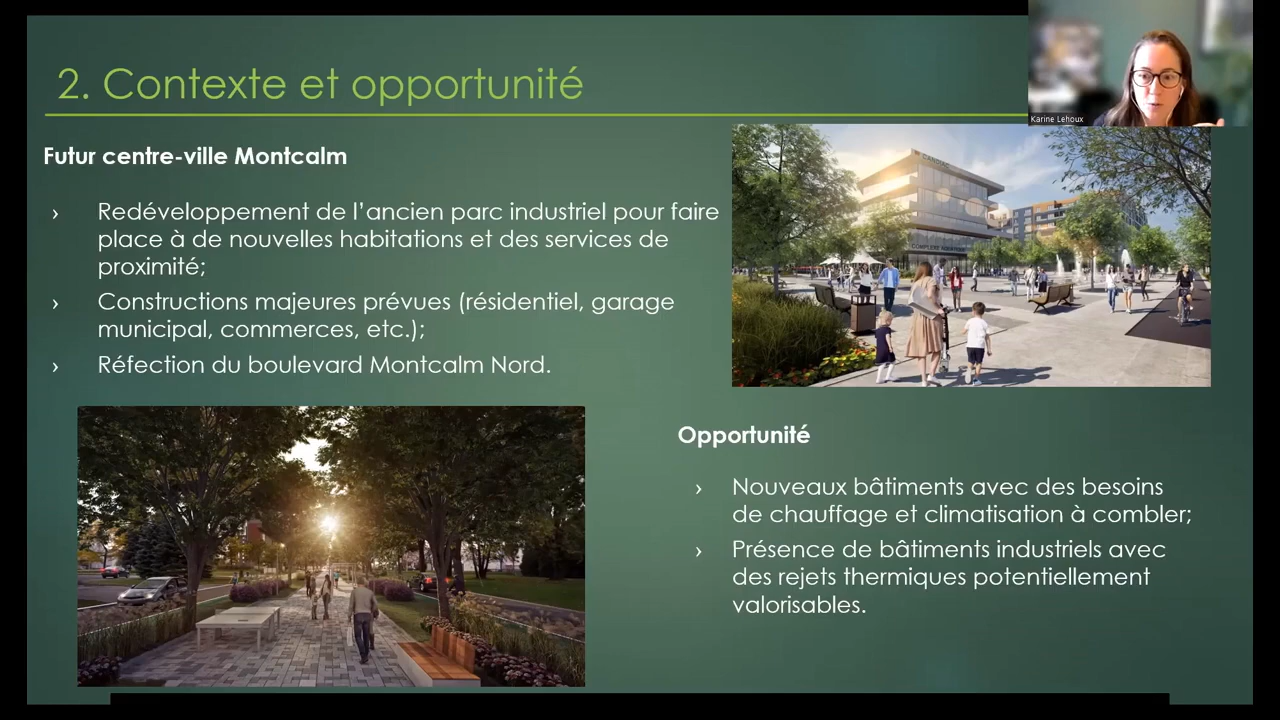 2. Contexte et opportunité
Karine Lehoux
Futur centre-ville Montcalm
› Redéveloppement de l’ancien parc industriel pour faire
place à de nouvelles habitations et des services de
proximité;
› Constructions majeures prévues (résidentiel, garage
municipal, commerces, etc.);
› Réfection du boulevard Montcalm Nord.
CANDIAC
Opportunité
› Nouveaux bâtiments avec des besoins
de chauffage et climatisation à combler;
› Présence de bâtiments industriels avec
des rejets thermiques potentiellement
valorisables.